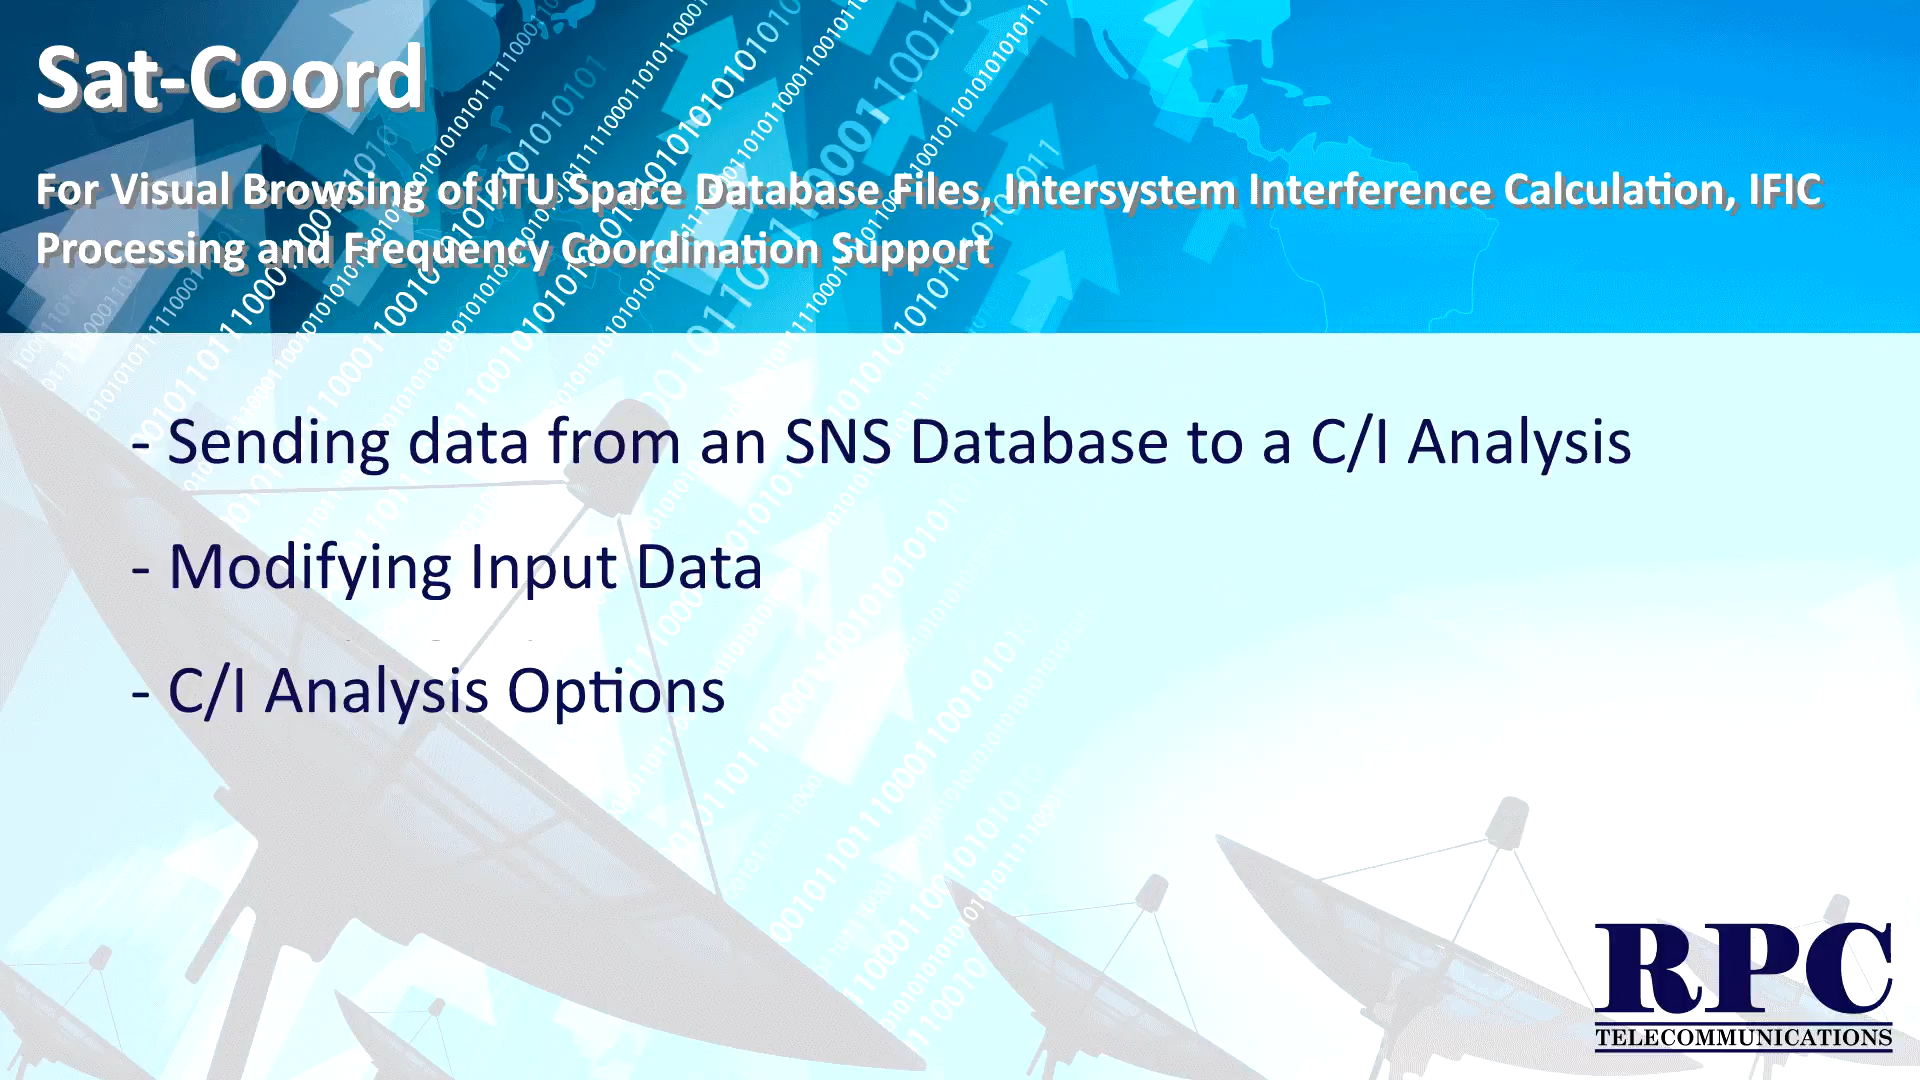 Sat-Coord
For Visual Browsing of ITU Space Database Files, Intersystem Interference Calculation, IFIC
Processing and Frequency Coordination Support
- Sending data from an SNS Database to a C/I Analysis
- Modifying Input Data
- C/I Analysis Options
RPC
TELECOMMUNICATIONS